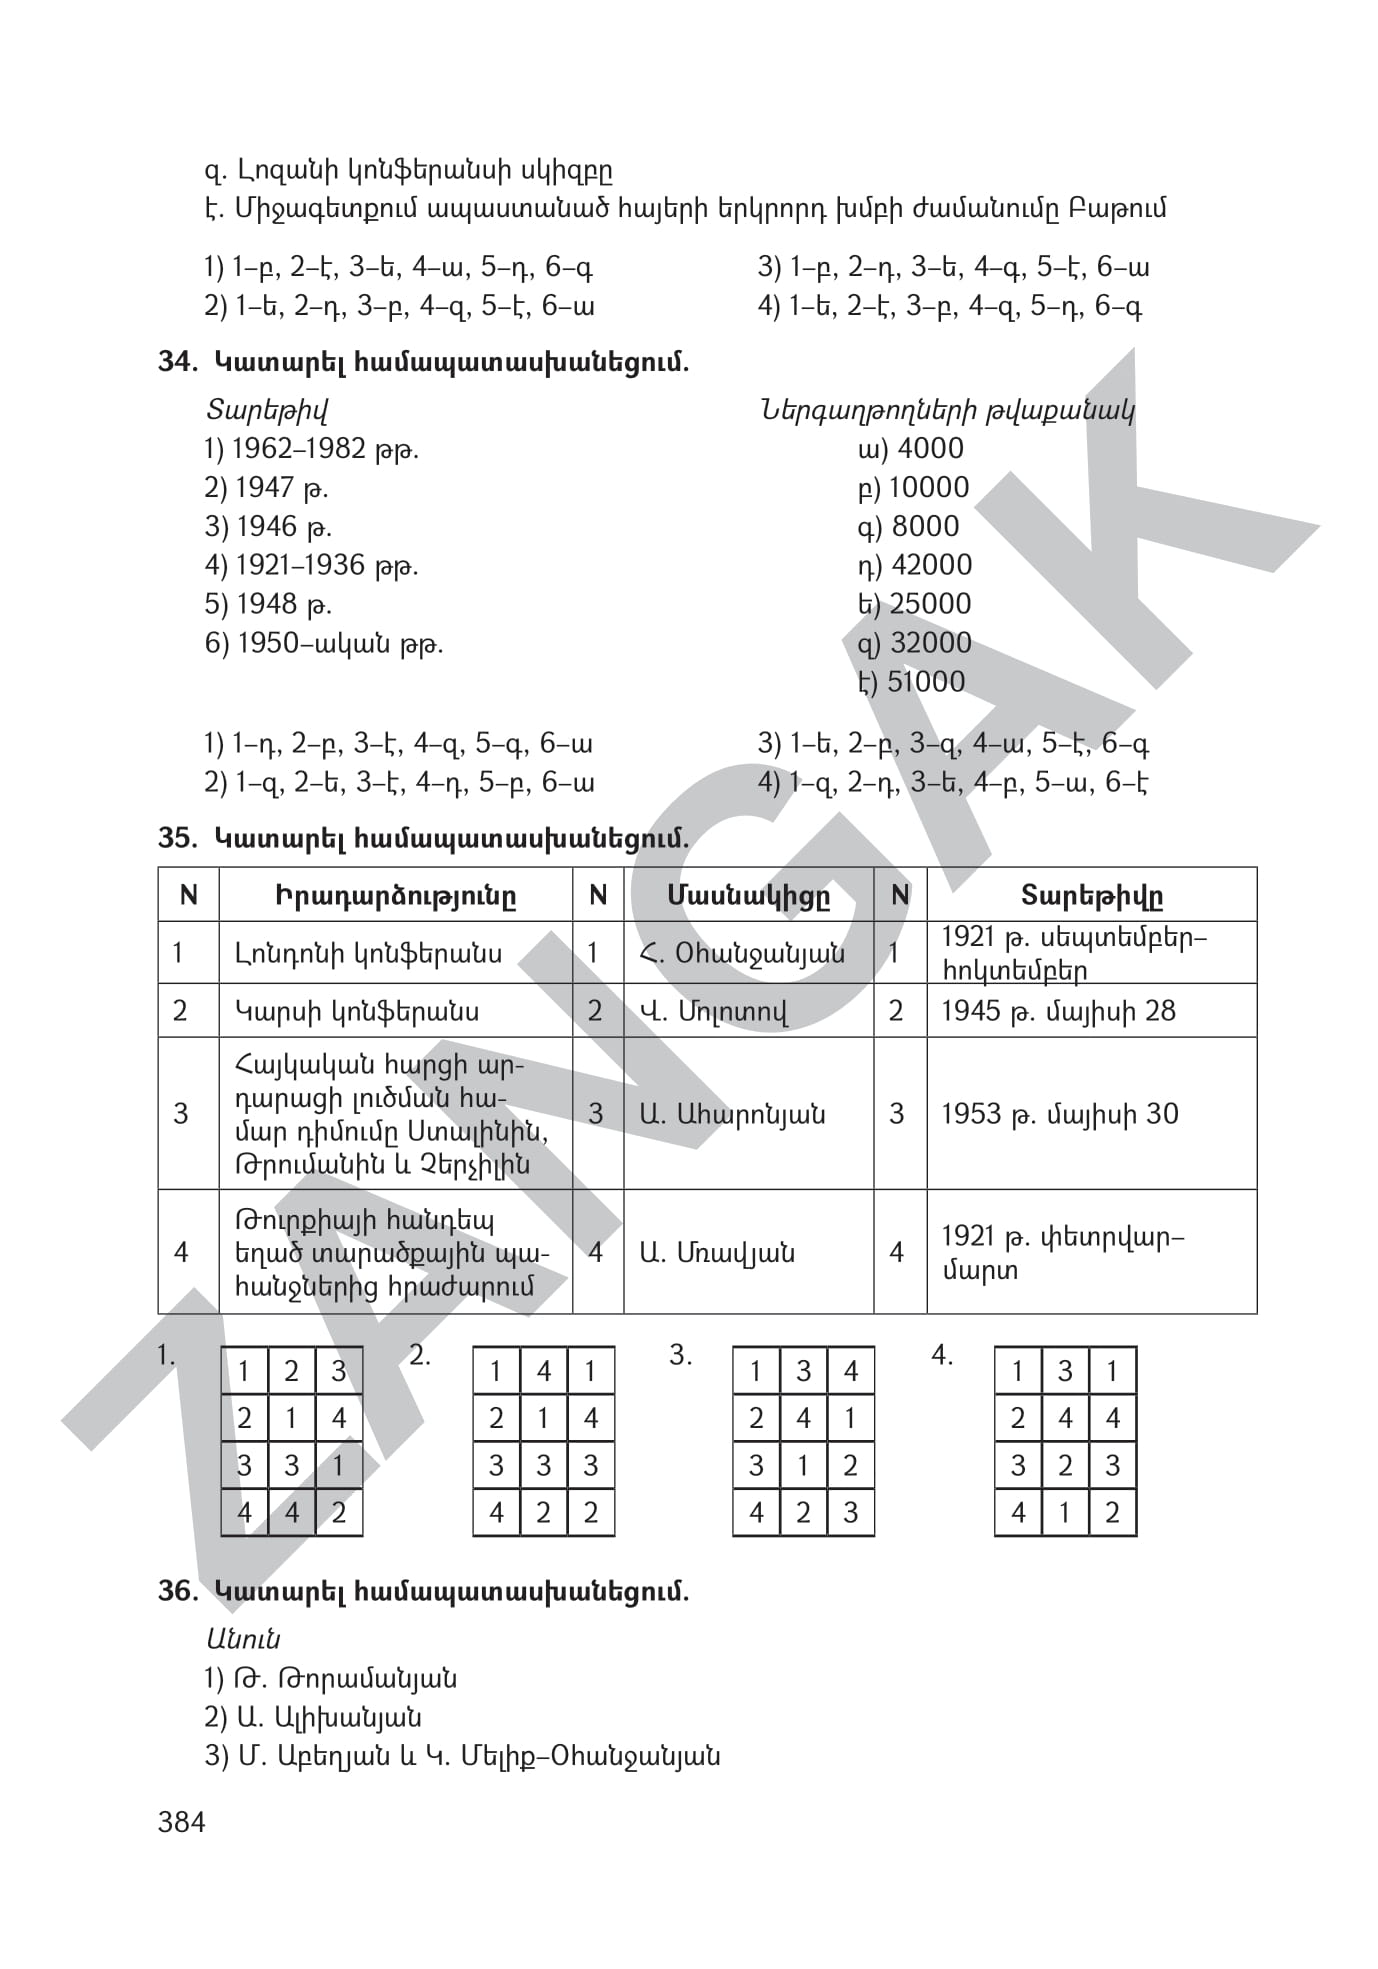 զ. Լոզանի կոնֆերանսի սկիզբը
է. Միջագետքում ապաստանած հայերի երկրորդ խմբի ժամանումը Բաթում
1) 1–բ, 2–է, 3–ե, 4–ա, 5–դ, 6–գ
3) 1–բ, 2–դ, 3–ե, 4–գ, 5–է, 6–ա
2) 1–ե, 2–դ, 3–բ, 4–զ, 5–է, 6–ա
4) 1–ե, 2–է, 3–բ, 4–զ, 5–դ, 6–գ
34. Կատարել համապատասխանեցում.
Տարեթիվ
Ներգաղթողների թվաքանակ
1) 1962–1982 թթ.
ա) 4000
2) 1947 թ.
բ) 10000
3) 1946 թ.
գ) 8000
4) 1921–1936 թթ.
դ) 42000
5) 1948 թ.
ե) 25000
6) 1950–ական թթ.
զ) 32000
է) 51000
1) 1–դ, 2–բ, 3–է, 4–զ, 5–գ, 6–ա
3) 1–ե, 2–բ, 3–զ, 4–ա, 5–է, 6–գ
2) 1–զ, 2–ե, 3–է, 4–դ, 5–բ, 6–ա
4) 1–զ, 2–դ, 3–ե, 4–բ, 5–ա, 6–է
35. Կատարել համապատասխանեցում.
N Իրադարձությունը N Մասնակիցը N Տարեթիվը
1 Լոնդոնի կոնֆերանս 1 Հ. Օհանջանյան 1 1921 թ. սեպտեմբեր–
հոկտեմբեր
2 Կարսի կոնֆերանս 2 Վ. Մոլոտով 2 1945 թ. մայիսի 28
Հայկական հարցի ար-
դարացի լուծման հա-
3 մար դիմումը Ստալինին, 3 Ա. Ահարոնյան 3 1953 թ. մայիսի 30
Թրումանին և Չերչիլին
Թուրքիայի հանդեպ
4 եղած տարածքային պա- 4 Ա. Մռավյան 4 1921 թ. փետրվար–
մարտ
հանջներից հրաժարում
1. 2. 3. 4.
1 2 3 1 4 1 1 3 4 1 3 1
2 1 4 2 1 4 2 4 1 2 4 4
3 3 1 3 3 3 3 1 2 3 2 3
4 4 2 4 2 2 4 2 3 4 1 2
36. Կատարել համապատասխանեցում.
Անուն
1) Թ. Թորամանյան
2) Ա. Ալիխանյան
3) Մ. Աբեղյան և Կ. Մելիք–Օհանջանյան
384
ZANGAK